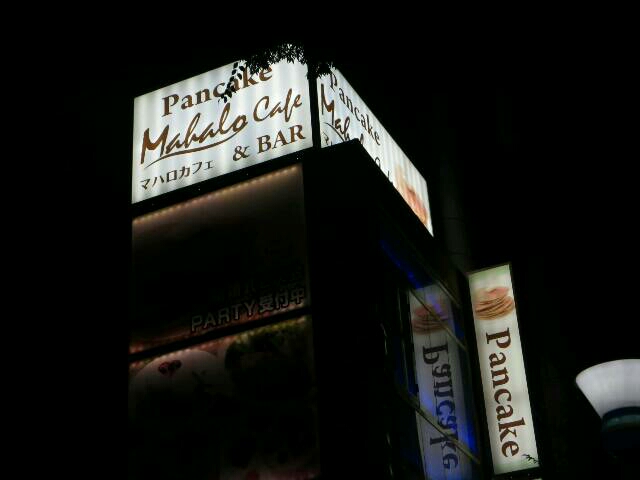 Pancake
Mahalo Cafe
& BAR
マハロカフェ
Pancake
PARTY受付中
Pancake
Pancake